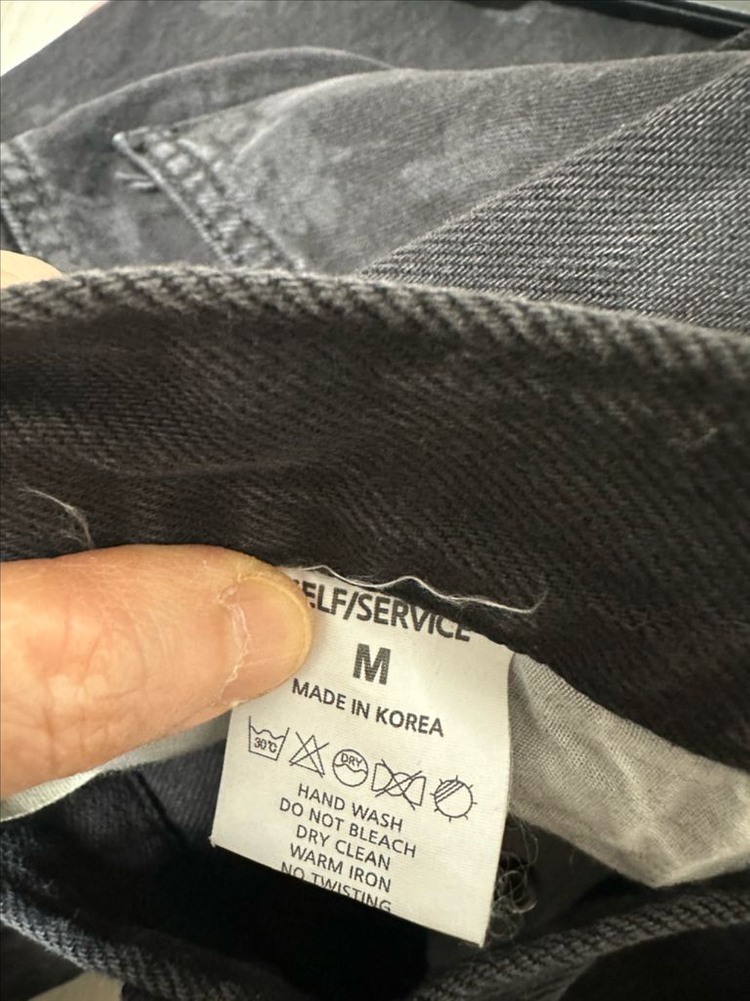 ELF/SERVICE
M
MADE IN KOREA
30℃ DRY
HAND WASH
DO NOT BLEACH
DRY CLEAN
WARM IRON
NO TWISTING